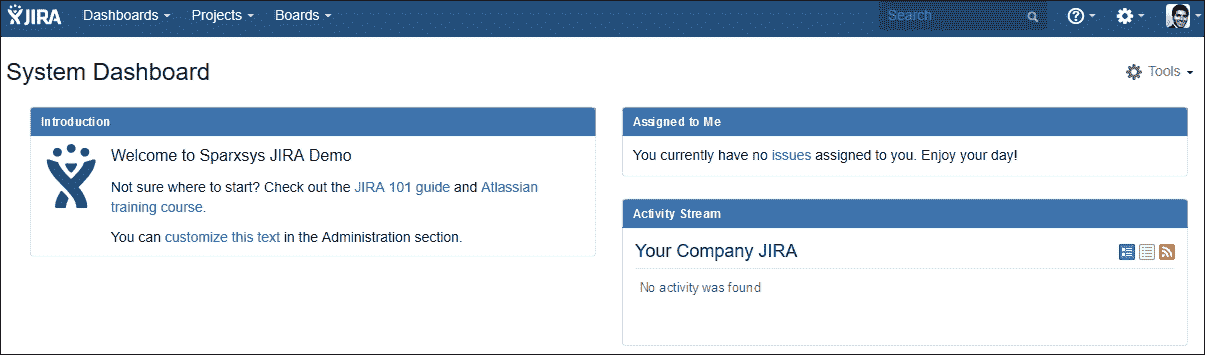 JIRA Dashboards Projects Boards Search
System Dashboard
Tools
Introduction
Welcome to Sparxsys JIRA Demo
Not sure where to start? Check out the JIRA 101 guide and Atlassian
training course.
You can customize this text in the Administration section.
Assigned to Me
You currently have no issues assigned to you. Enjoy your day!
Activity Stream
Your Company JIRA
No activity was found